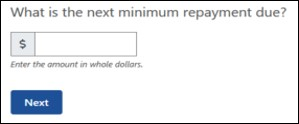 What is the next minimum repayment due?
$
Enter the amount in whole dollars.
Next